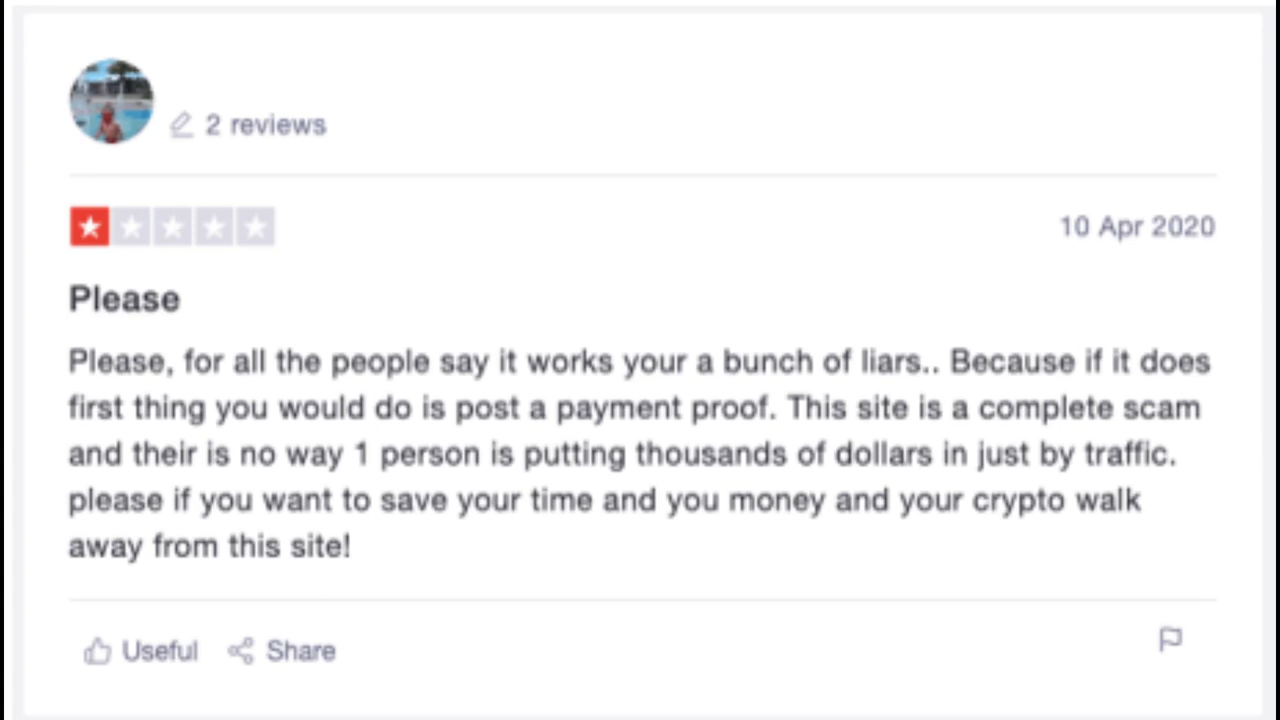 2 reviews
10 Apr 2020
Please
Please, for all the people say it works your a bunch of liars.. Because if it does
first thing you would do is post a payment proof. This site is a complete scam
and their is no way 1 person is putting thousands of dollars in just by traffic.
please if you want to save your time and you money and your crypto walk
away from this site!
Useful Share